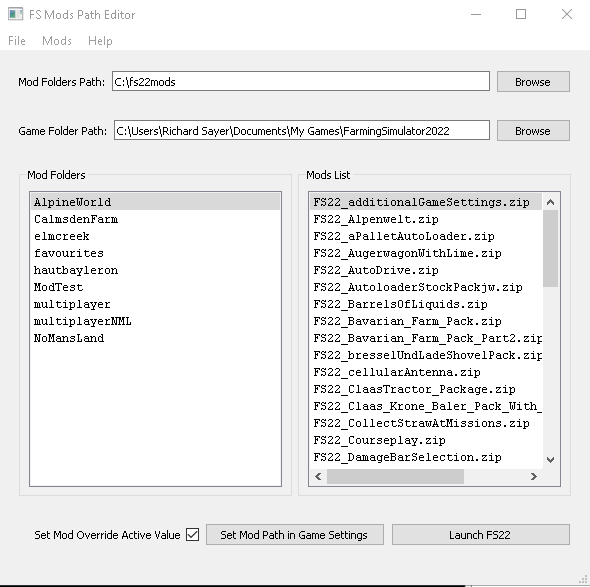 FS Mods Path Editor
File Mods Help
Mod Folders Path: C:\fs22mods Browse
Game Folder Path: C:\Users\Richard Sayer\Documents\My Games\FarmingSimulator2022 Browse
Mod Folders
AlpineWorld
CalmsdenFarm
elmcreek
favourites
hautbayleron
ModTest
multiplayer
multiplayerNML
NoMansLand
Mods List
FS22_additionalGameSettings.zip
FS22_Alpenwelt.zip
FS22_aPalletAutoLoader.zip
FS22_AugerwagonWithLime.zip
FS22_AutoDrive.zip
FS22_AutoloaderStockPackjw.zip
FS22_BarrelsOfLiquids.zip
FS22_Bavarian_Farm_Pack.zip
FS22_Bavarian_Farm_Pack_Part2.zip
FS22_bresselUndLadeShovelPack.zip
FS22_cellularAntenna.zip
FS22_ClaasTractor_Package.zip
FS22_Claas_Krone_Baler_Pack_With_
FS22_CollectStrawAtMissions.zip
FS22_Courseplay.zip
FS22_DamageBarSelection.zip
Set Mod Override Active Value Set Mod Path in Game Settings Launch FS22